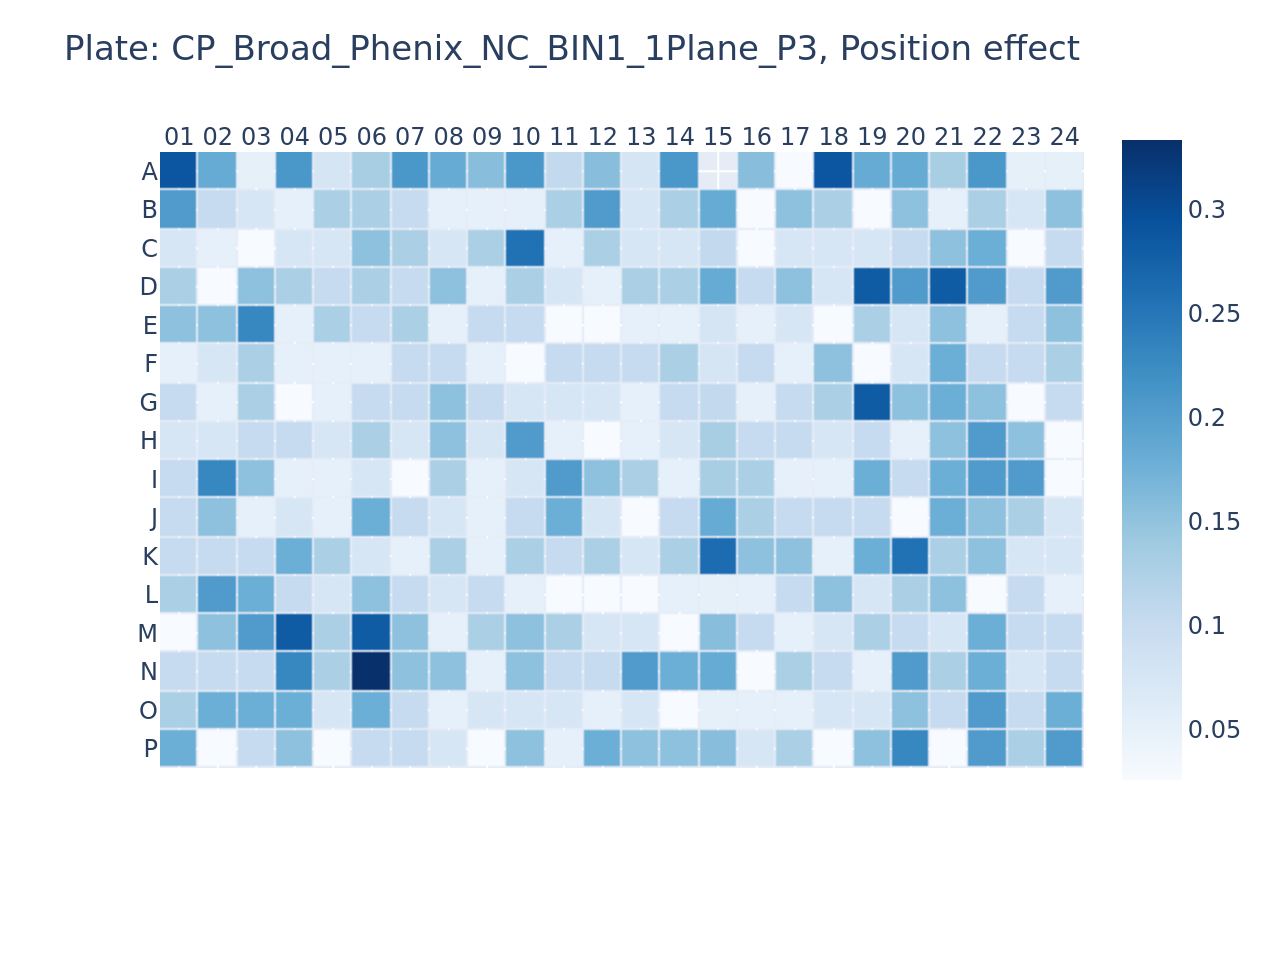 Plate: CP_Broad_Phenix_NC_BIN1_1Plane_P3, Position effect
01 02 03 04 05 06 07 08 09 10 11 12 13 14 15 16 17 18 19 20 21 22 23 24
A
B
C
D
E
F
G
H
I
J
K
L
M
N
O
P
0.3
0.25
0.2
0.15
0.1
0.05